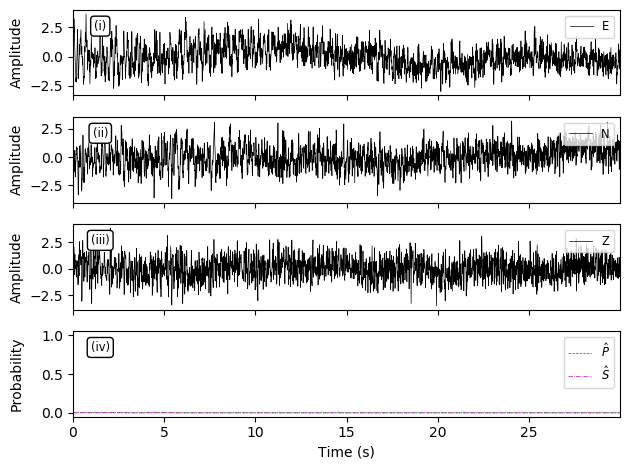 Amplitude
2.5
0.0
−2.5
(i)
E
Amplitude
2.5
0.0
−2.5
(ii)
N
Amplitude
2.5
0.0
−2.5
(iii)
Z
Probability
1.0
0.5
0.0
(iv)
P̂
Ŝ
0 5 10 15 20 25
Time (s)